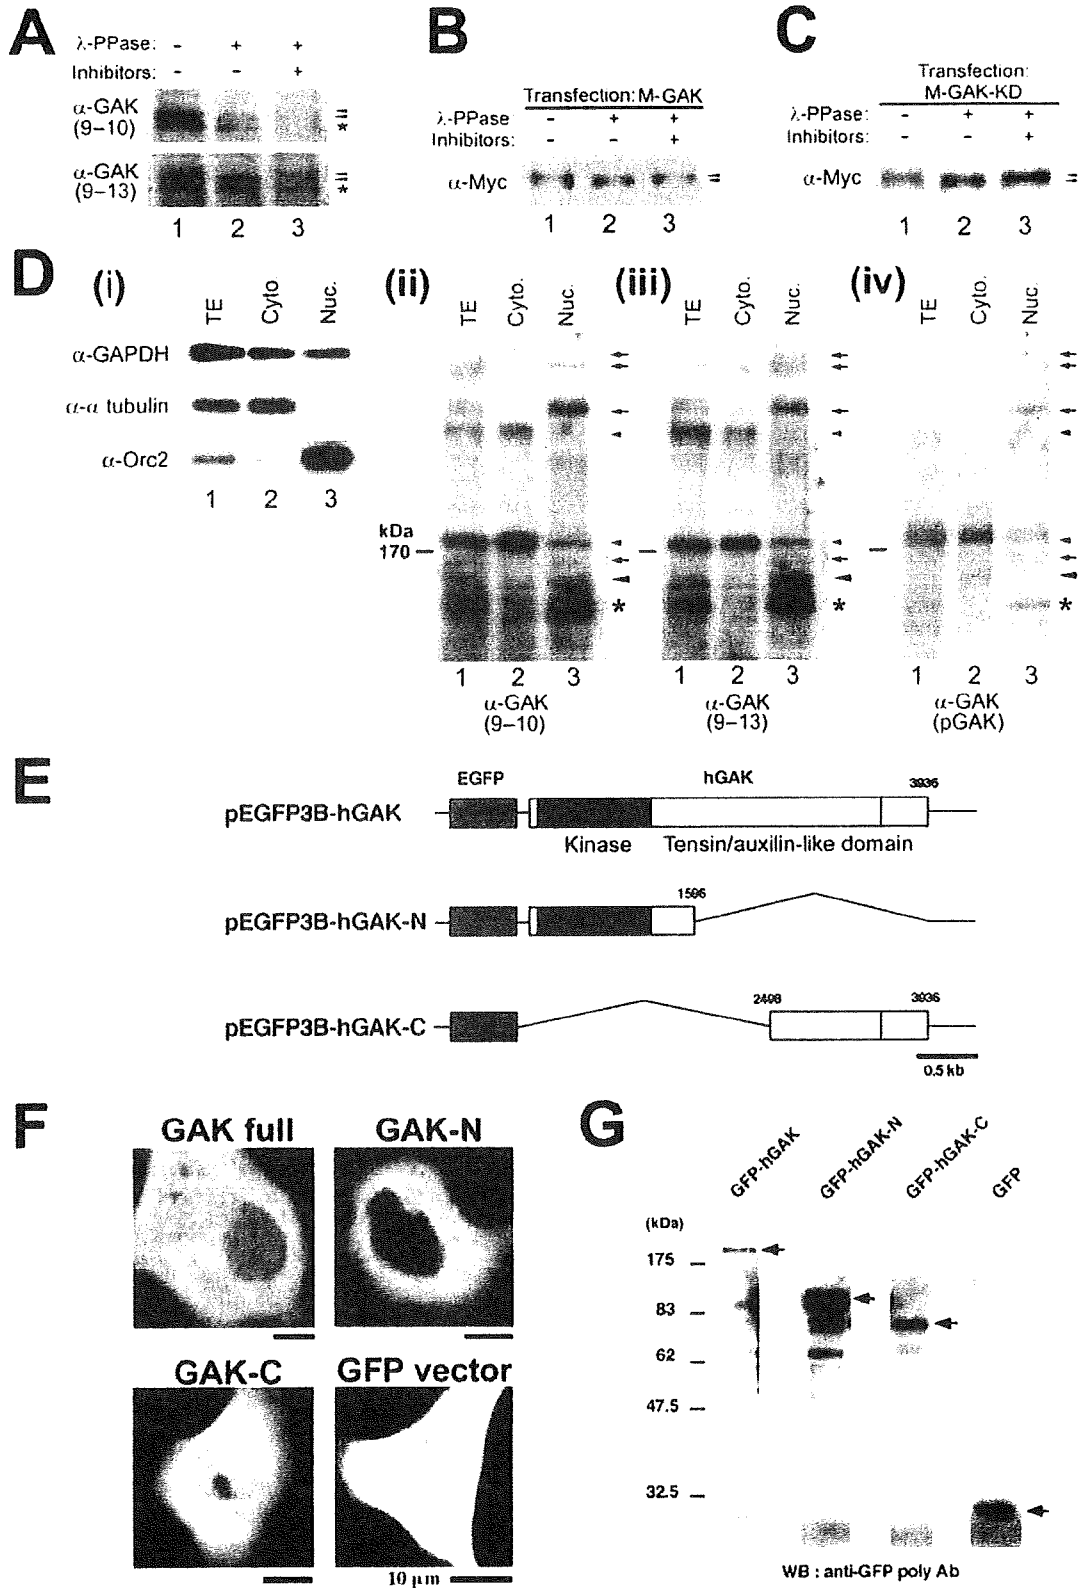 A
λ-PPase: - + +
Inhibitors: - - +
α-GAK
(9–10)
*
α-GAK
(9–13)
*
1 2 3
B
Transfection: M-GAK
λ-PPase: - + +
Inhibitors: - - +
α-Myc
1 2 3
C
Transfection:
M-GAK-KD
λ-PPase: - + +
Inhibitors: - - +
α-Myc
1 2 3
D
(i)
TE Cyto. Nuc.
α-GAPDH
α-α tubulin
α-Orc2
1 2 3
(ii)
TE Cyto. Nuc.
kDa
170
*
1 2 3
α-GAK
(9–10)
(iii)
TE Cyto. Nuc.
*
1 2 3
α-GAK
(9–13)
(iv)
TE Cyto. Nuc.
*
1 2 3
α-GAK
(pGAK)
E
EGFP hGAK 3936
pEGFP3B-hGAK
Kinase Tensin/auxilin-like domain
1596
pEGFP3B-hGAK-N
2498 3936
pEGFP3B-hGAK-C
0.5 kb
F
GAK full GAK-N
GAK-C GFP vector
10 μm
G
GFP-hGAK GFP-hGAK-N GFP-hGAK-C GFP
(kDa)
175
83
62
47.5
32.5
WB : anti-GFP poly Ab